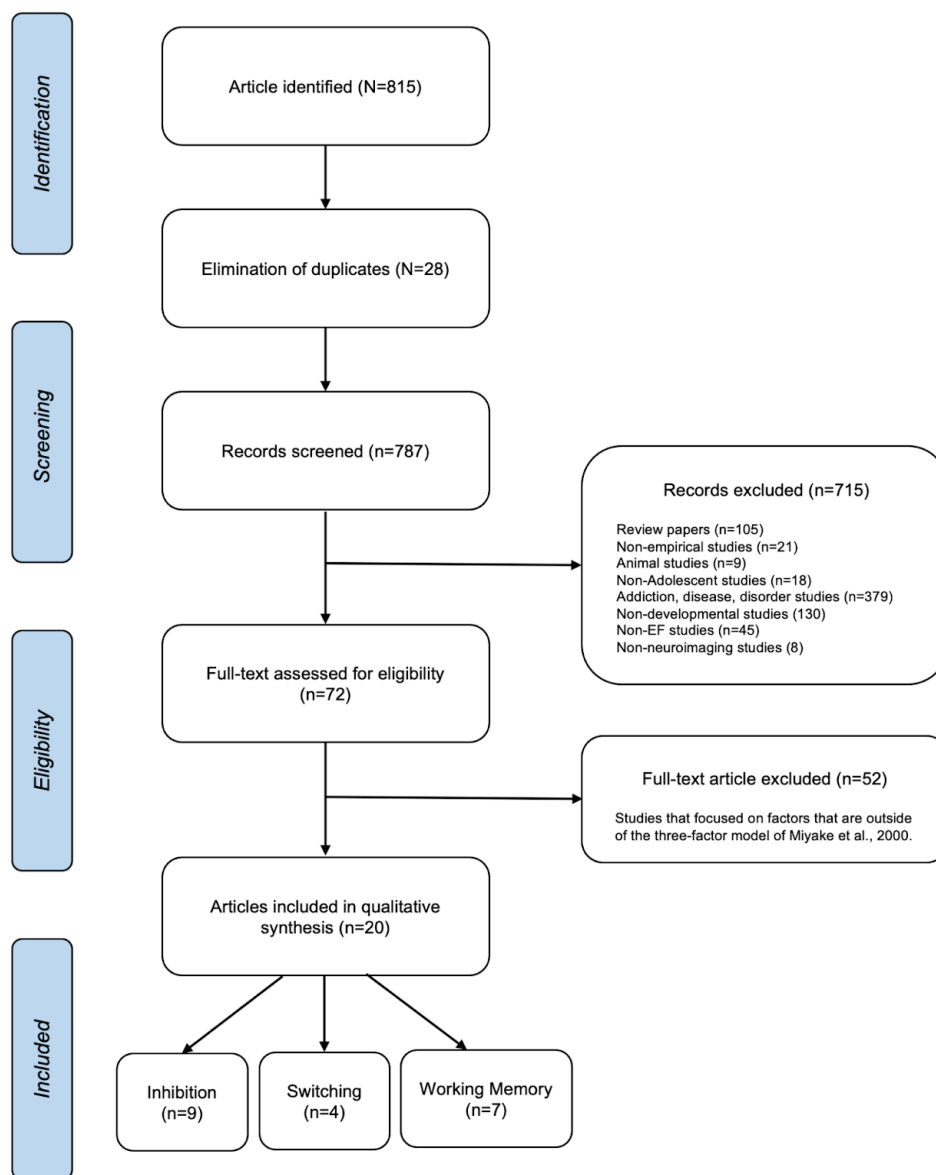 Identification
Article identified (N=815)
Elimination of duplicates (N=28)
Screening
Records screened (n=787)
Records excluded (n=715)
Review papers (n=105)
Non-empirical studies (n=21)
Animal studies (n=9)
Non-Adolescent studies (n=18)
Addiction, disease, disorder studies (n=379)
Non-developmental studies (130)
Non-EF studies (n=45)
Non-neuroimaging studies (8)
Eligibility
Full-text assessed for eligibility
(n=72)
Full-text article excluded (n=52)
Studies that focused on factors that are outside
of the three-factor model of Miyake et al., 2000.
Included
Articles included in qualitative
synthesis (n=20)
Inhibition
(n=9)
Switching
(n=4)
Working Memory
(n=7)